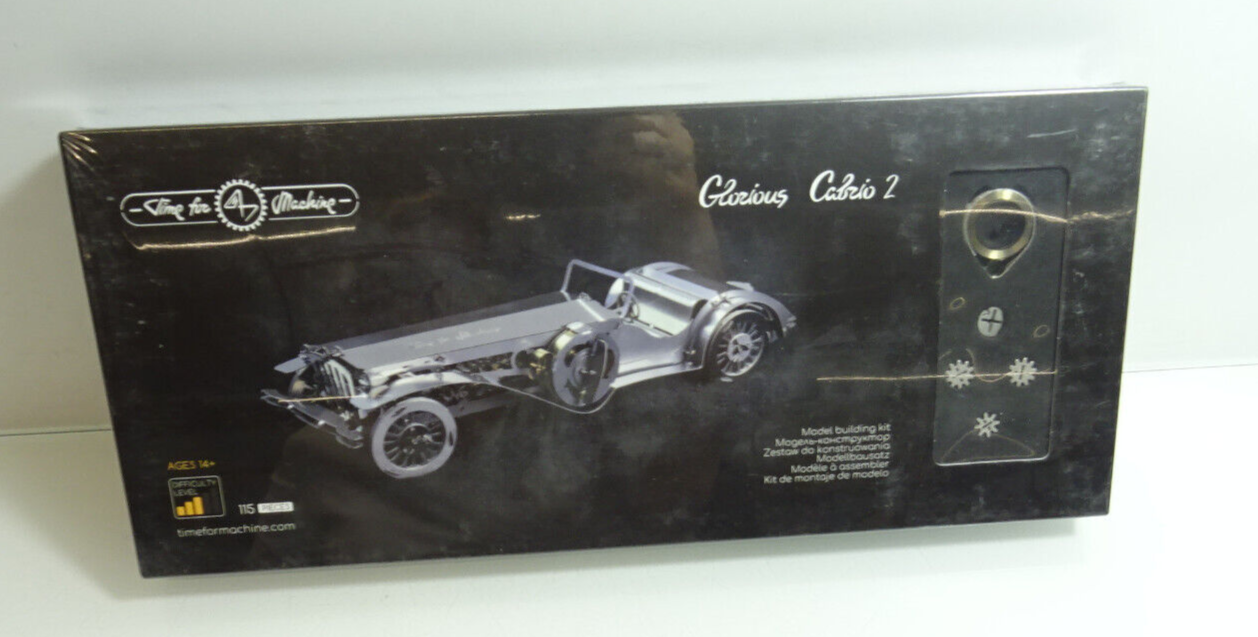 Time for 4 Machine
Glorious Cabrio 2
Model building kit
Модель-конструктор
Zestaw do konstruowania
Modellbausatz
Modèle à assembler
Kit de montaje de modelo
AGES 14+
DIFFICULTY
LEVEL
115 PIECES
timeformachine.com